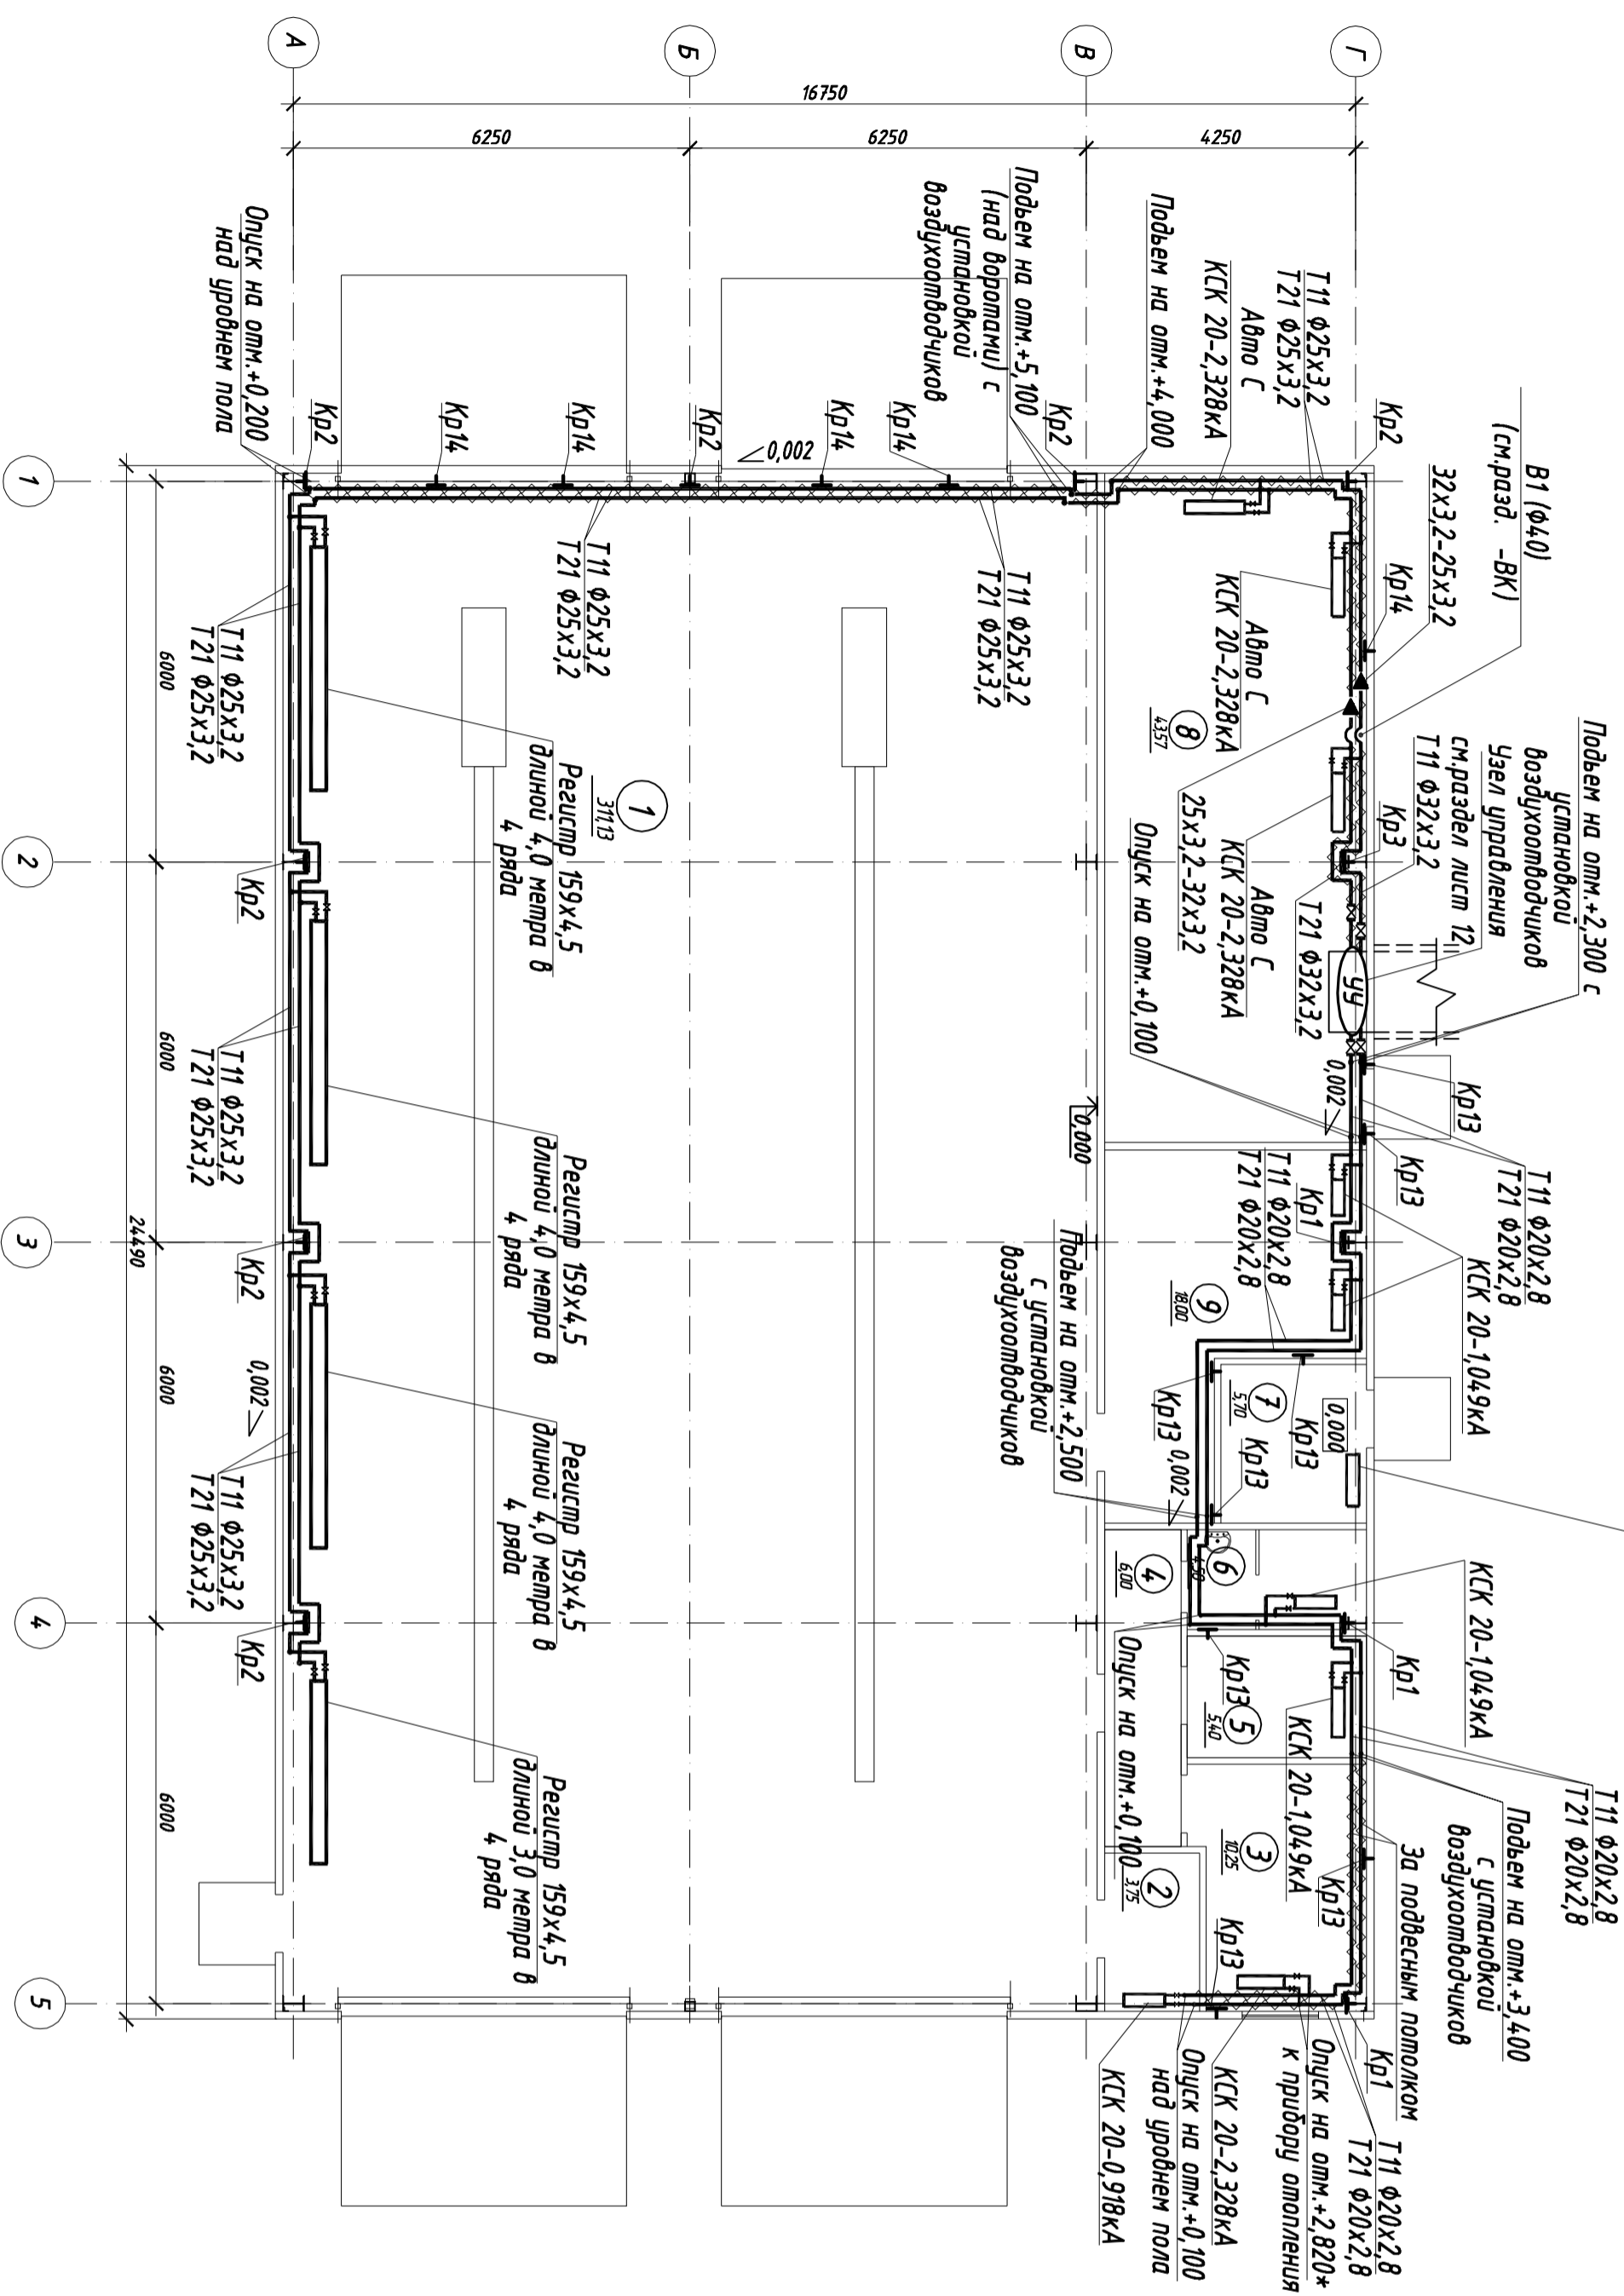 А
Б
В
Г
16750
6250
6250
4250
В1 (ф40)
(см.разд. -ВК)
32х3,2-25х3,2
Кр2
Т11 ф25х3,2
Т21 ф25х3,2
Авто С
КСК 20-2,328кА
Подъем на отм.+4,000
Подъем на отм.+5,100
(над воротами) с
установкой
воздухоотводчиков
Кр2
Кр14
Кр14
Кр2
Кр14
Кр14
Кр2
0,002
Опуск на отм.+0,200
над уровнем пола
1
2
3
4
5
Кр14
Авто С
КСК 20-2,328кА
8
43,57
Т11 ф25х3,2
Т21 ф25х3,2
Т11 ф25х3,2
Т21 ф25х3,2
Т11 ф25х3,2
Т21 ф25х3,2
6000
Подъем на отм.+2,300 с
установкой
воздухоотводчиков
Узел управления
см.раздел лист 12
Т11 ф32х3,2
Кр3
Т21 ф32х3,2
УУ
Авто С
КСК 20-2,328кА
25х3,2-32х3,2
Опуск на отм.+0,100
1
311,13
Регистр 159х4,5
длиной 4,0 метра в
4 ряда
Кр2
Кр13
0,002
Кр13
Т11 ф20х2,8
Т21 ф20х2,8
КСК 20-1,049кА
0,000
Т11 ф20х2,8
Т21 ф20х2,8
Кр1
9
18,00
Подъем на отм.+2,500
с установкой
воздухоотводчиков
Регистр 159х4,5
длиной 4,0 метра в
4 ряда
Т11 ф25х3,2
Т21 ф25х3,2
6000
Кр2
24490
0,000
7
5,70
Кр13
Кр13
Кр13
0,002
6
4
6,00
КСК 20-1,049кА
Кр1
Регистр 159х4,5
длиной 4,0 метра в
4 ряда
0,002
Т11 ф25х3,2
Т21 ф25х3,2
6000
Кр2
Кр13
5
5,40
КСК 20-1,049кА
Опуск на отм.+0,100
Т11 ф20х2,8
Т21 ф20х2,8
Подъем на отм.+3,400
с установкой
воздухоотводчиков
За подвесным потолком
Кр13
3
10,25
2
3,75
Кр13
Регистр 159х4,5
длиной 3,0 метра в
4 ряда
6000
Кр1
Т11 ф20х2,8
Т21 ф20х2,8
Опуск на отм.+2,820*
к прибору отопления
КСК 20-2,328кА
Опуск на отм.+0,100
над уровнем пола
КСК 20-0,918кА